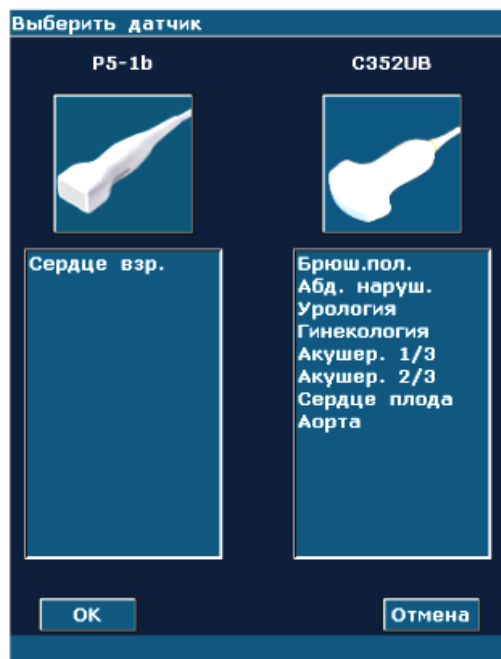 Выберить датчик
P5-1b
C352UB
Сердце взр.
Брюш.пол.
Абд. наруш.
Урология
Гинекология
Акушер. 1/3
Акушер. 2/3
Сердце плода
Аорта
OK
Отмена